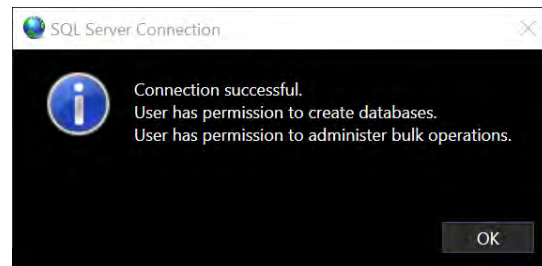 SQL Server Connection
Connection successful.
User has permission to create databases.
User has permission to administer bulk operations.
OK